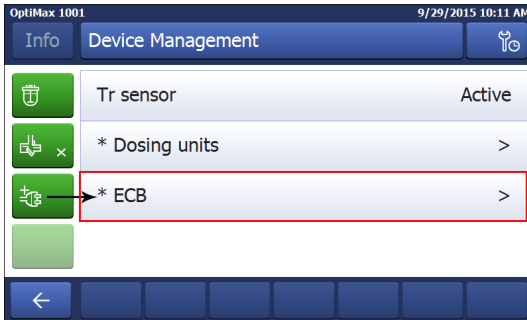 OptiMax 1001 9/29/2015 10:11 AM
Info Device Management
Tr sensor Active
* Dosing units >
* ECB >